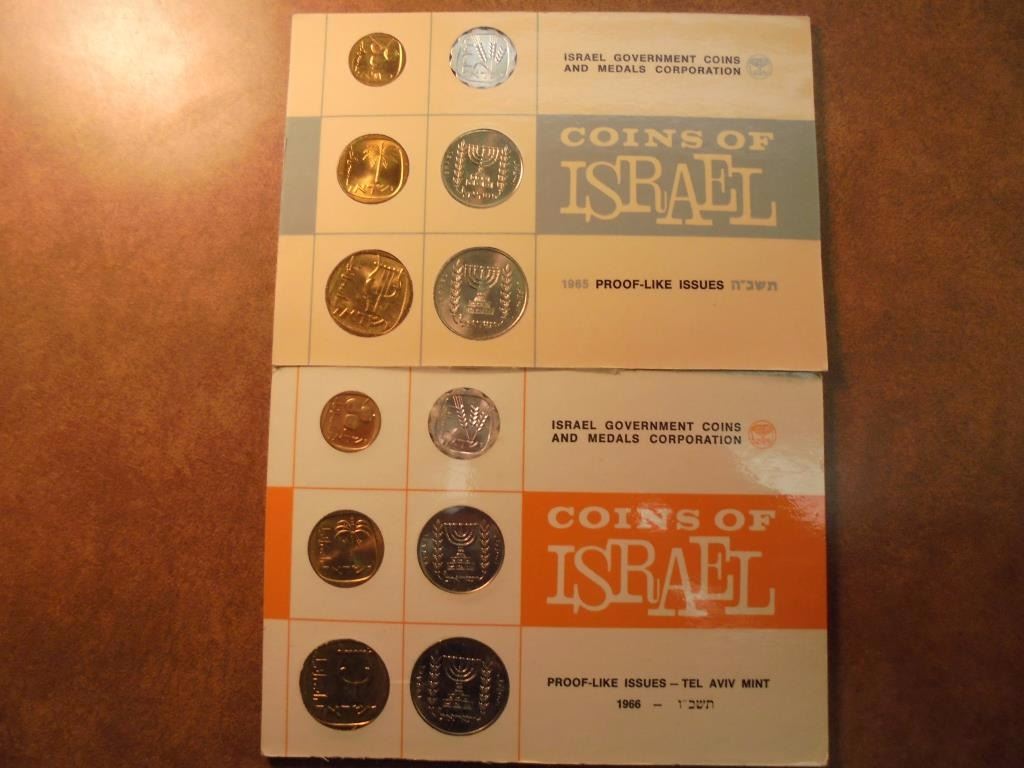 ISRAEL GOVERNMENT COINS
AND MEDALS CORPORATION
COINS OF
ISRAEL
1965 PROOF-LIKE ISSUES תשכ"ה
ISRAEL GOVERNMENT COINS
AND MEDALS CORPORATION
COINS OF
ISRAEL
PROOF-LIKE ISSUES – TEL AVIV MINT
1966 – תשכ"ו